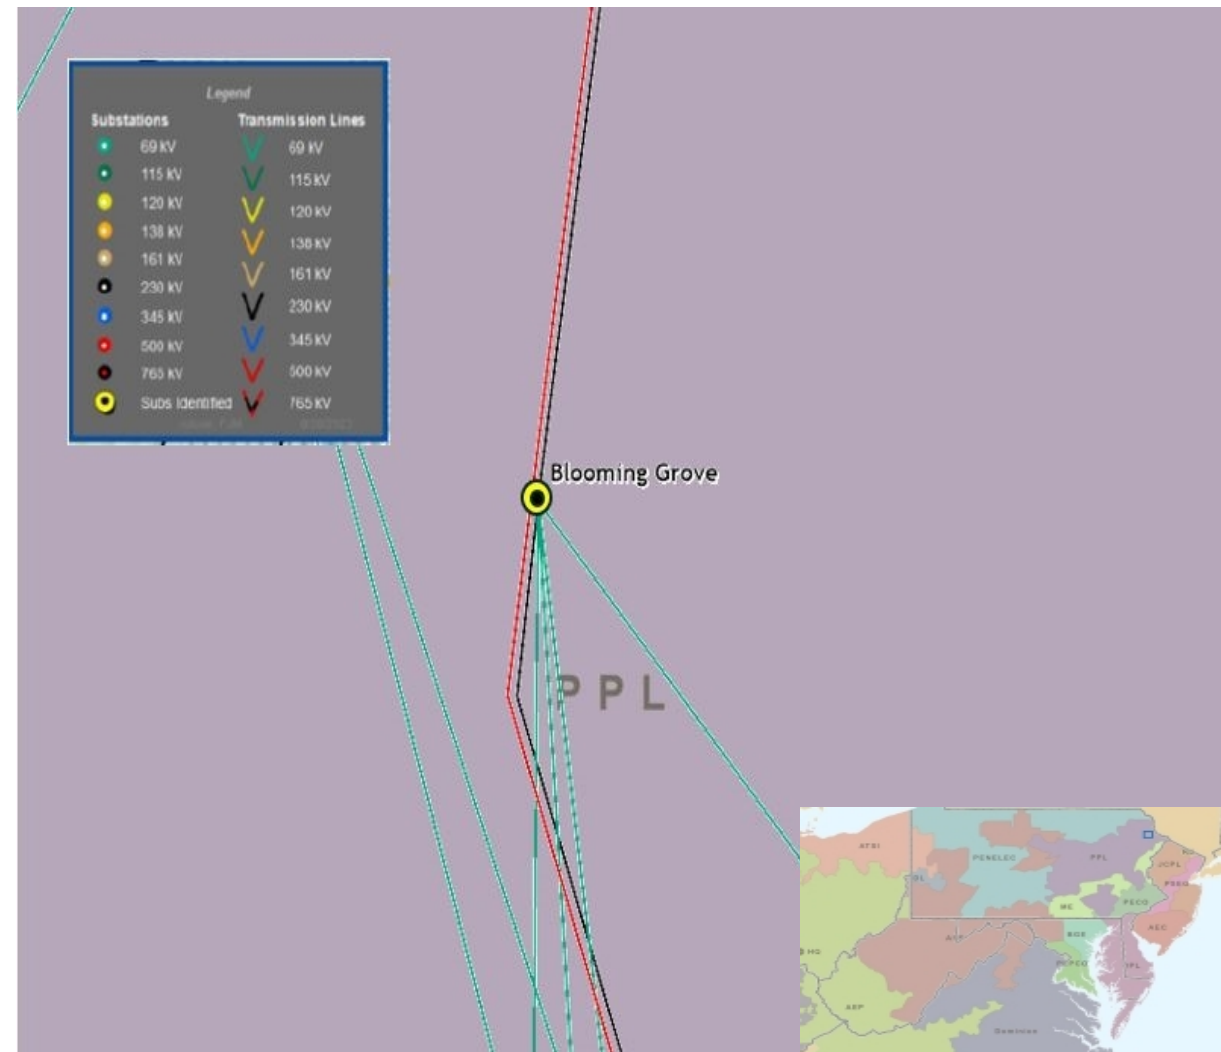 Legend
Substations
Transmission Lines
69 kV
69 kV
115 kV
115 kV
120 kV
120 kV
138 kV
138 kV
161 kV
161 kV
230 kV
230 kV
345 kV
345 kV
500 kV
500 kV
765 kV
Subs Identified
765 kV
Blooming Grove
PPL
ATSI
PENELEC
PPL
JCPL
PSEG
ME
PECO
AEC
BGE
PEPCO
DPL
AEP
Dominion